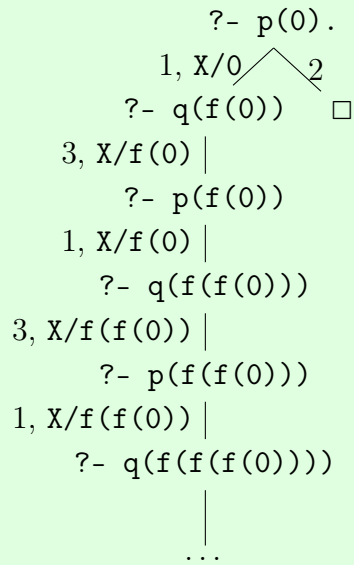 ?- p(0).
1, X/0 2
?- q(f(0)) □
3, X/f(0)
?- p(f(0))
1, X/f(0)
?- q(f(f(0)))
3, X/f(f(0))
?- p(f(f(0)))
1, X/f(f(0))
?- q(f(f(f(0))))
...